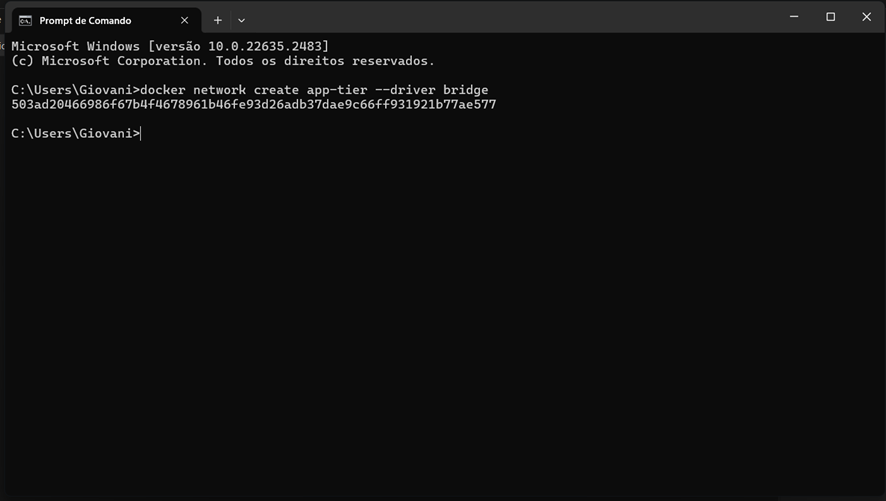 Prompt de Comando
Microsoft Windows [versão 10.0.22635.2483]
(c) Microsoft Corporation. Todos os direitos reservados.
C:\Users\Giovani>docker network create app-tier --driver bridge
503ad20466986f67b4f4678961b46fe93d26adb37dae9c66ff931921b77ae577
C:\Users\Giovani>